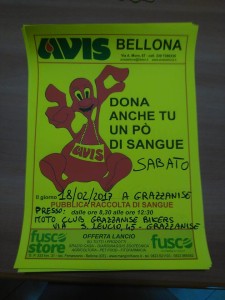 AVIS BELLONA
DONA
ANCHE TU
UN PÒ
DI SANGUE
AVIS
SABATO
Il giorno 18/02/2017 A GRAZZANISE
PUBBLICA RACCOLTA DI SANGUE
PRESSO: dalle ore 8,30 alle ore 12:30
MOTO CLUB GRAZZANISE BIKERS
VIA S. LEUCIO, 45 - GRAZZANISE
fusco store
OFFERTA LANCIO
fusco